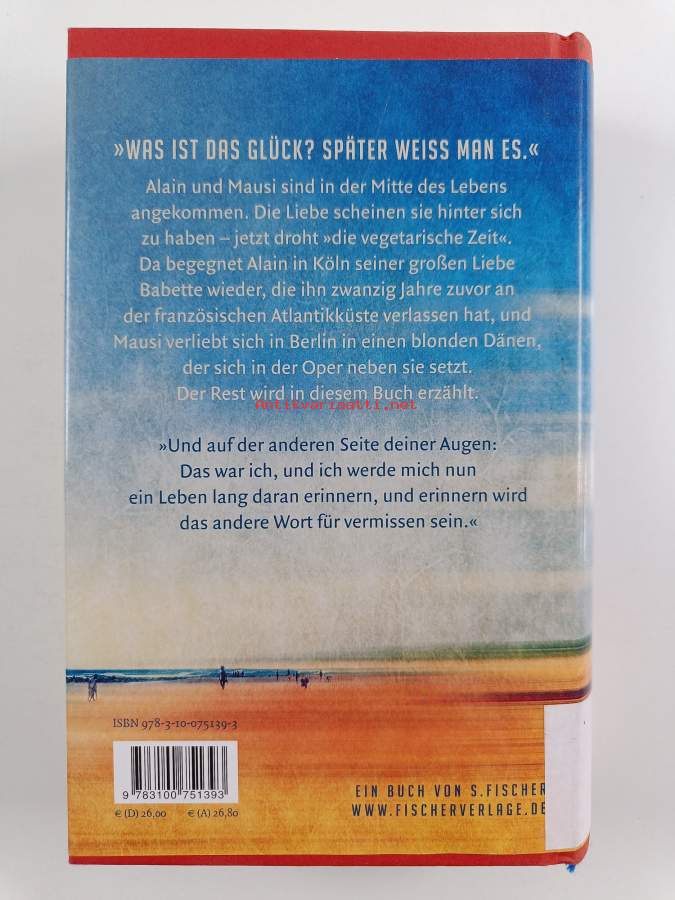 »WAS IST DAS GLÜCK? SPÄTER WEISS MAN ES.«
Alain und Mausi sind in der Mitte des Lebens
angekommen. Die Liebe scheinen sie hinter sich
zu haben – jetzt droht »die vegetarische Zeit«.
Da begegnet Alain in Köln seiner großen Liebe
Babette wieder, die ihn zwanzig Jahre zuvor an
der französischen Atlantikküste verlassen hat, und
Mausi verliebt sich in Berlin in einen blonden Dänen,
der sich in der Oper neben sie setzt.
Der Rest wird in diesem Buch erzählt.
Antikvariaatti.net
»Und auf der anderen Seite deiner Augen:
Das war ich, und ich werde mich nun
ein Leben lang daran erinnern, und erinnern wird
das andere Wort für vermissen sein.«
ISBN 978-3-10-075139-3
9 783100 751393
€ (D) 26,00 € (A) 26,80
EIN BUCH VON S. FISCHER
WWW.FISCHERVERLAGE.DE